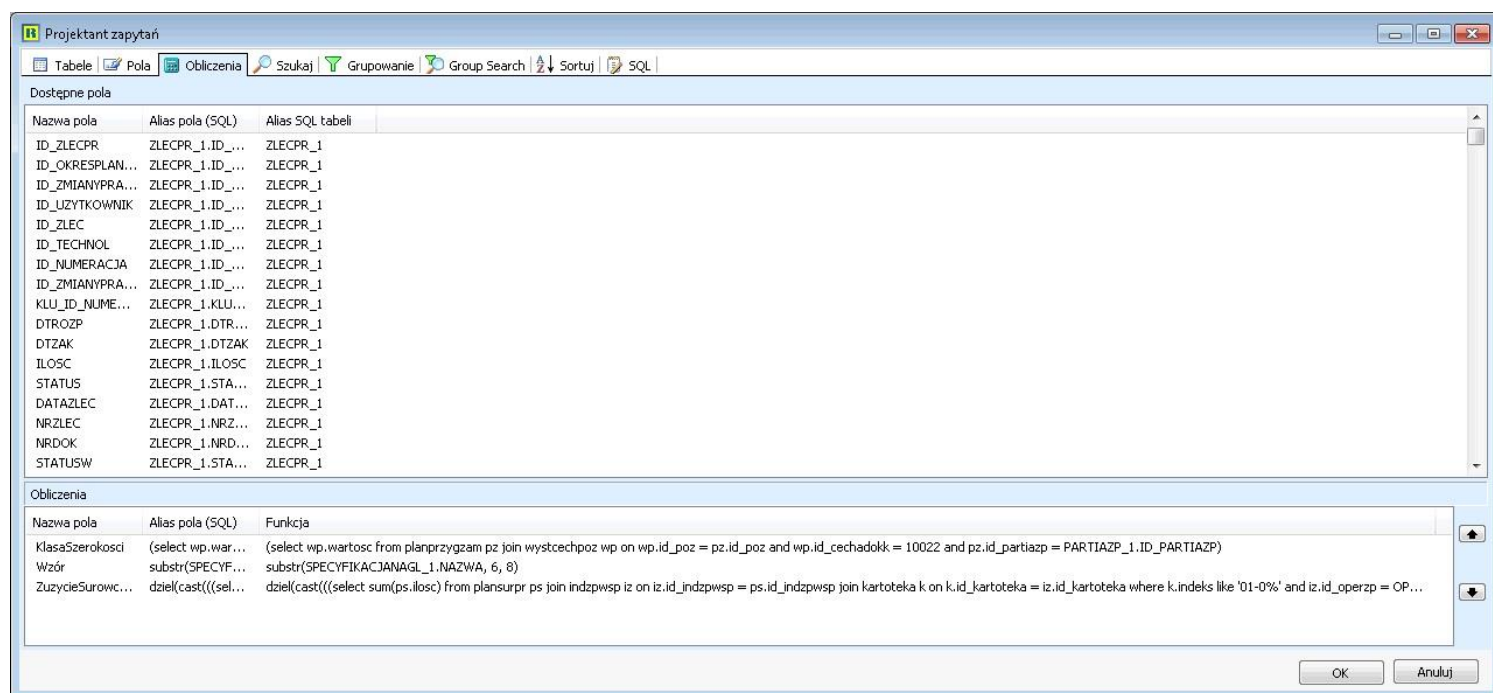 Projektant zapytań
Tabele Pola Obliczenia Szukaj Grupowanie Group Search Sortuj SQL
Dostępne pola
Nazwa pola Alias pola (SQL) Alias SQL tabeli
ID_ZLECPR ZLECPR_1.ID_... ZLECPR_1
ID_OKRESPLAN... ZLECPR_1.ID_... ZLECPR_1
ID_ZMIANYPRA... ZLECPR_1.ID_... ZLECPR_1
ID_UZYTKOWNIK ZLECPR_1.ID_... ZLECPR_1
ID_ZLEC ZLECPR_1.ID_... ZLECPR_1
ID_TECHNOL ZLECPR_1.ID_... ZLECPR_1
ID_NUMERACJA ZLECPR_1.ID_... ZLECPR_1
ID_ZMIANYPRA... ZLECPR_1.ID_... ZLECPR_1
KLU_ID_NUME... ZLECPR_1.KLU... ZLECPR_1
DTROZP ZLECPR_1.DTR... ZLECPR_1
DTZAK ZLECPR_1.DTZAK ZLECPR_1
ILOSC ZLECPR_1.ILOSC ZLECPR_1
STATUS ZLECPR_1.STA... ZLECPR_1
DATAZLEC ZLECPR_1.DAT... ZLECPR_1
NRZLEC ZLECPR_1.NRZ... ZLECPR_1
NRDOK ZLECPR_1.NRD... ZLECPR_1
STATUSW ZLECPR_1.STA... ZLECPR_1
Obliczenia
Nazwa pola Alias pola (SQL) Funkcja
KlasaSzerokosci (select wp.war... (select wp.wartosc from planprzygzam pz join wystcechpoz wp on wp.id_poz = pz.id_poz and wp.id_cechadokk = 10022 and pz.id_partiazp = PARTIAZP_1.ID_PARTIAZP)
Wzór substr(SPECYF... substr(SPECYFIKACJANAGL_1.NAZWA, 6, 8)
ZuzycieSurowc... dziel(cast(((sel... dziel(cast(((select sum(ps.ilosc) from plansurpr ps join indzpwsp iz on iz.id_indzpwsp = ps.id_indzpwsp join kartoteka k on k.id_kartoteka = iz.id_kartoteka where k.indeks like '01-0%' and iz.id_operzp = OP...
OK Anuluj